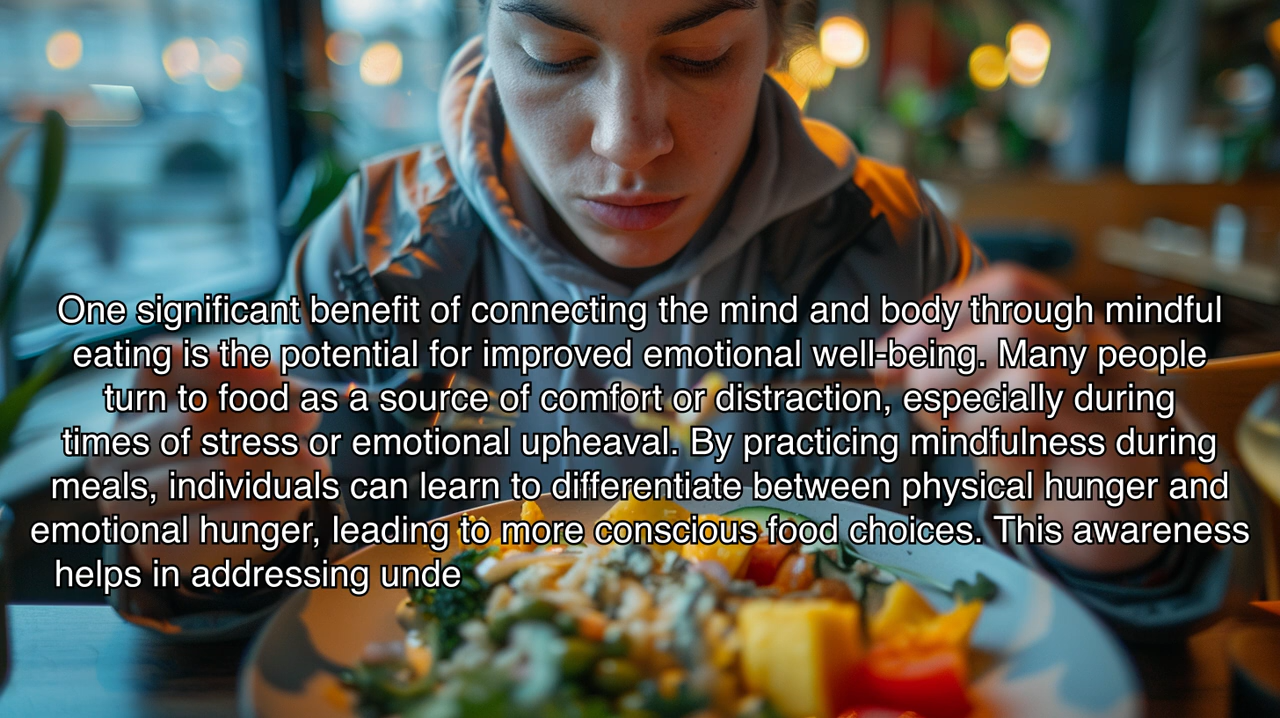 One significant benefit of connecting the mind and body through mindful
eating is the potential for improved emotional well-being. Many people
turn to food as a source of comfort or distraction, especially during
times of stress or emotional upheaval. By practicing mindfulness during
meals, individuals can learn to differentiate between physical hunger and
emotional hunger, leading to more conscious food choices. This awareness
helps in addressing unde